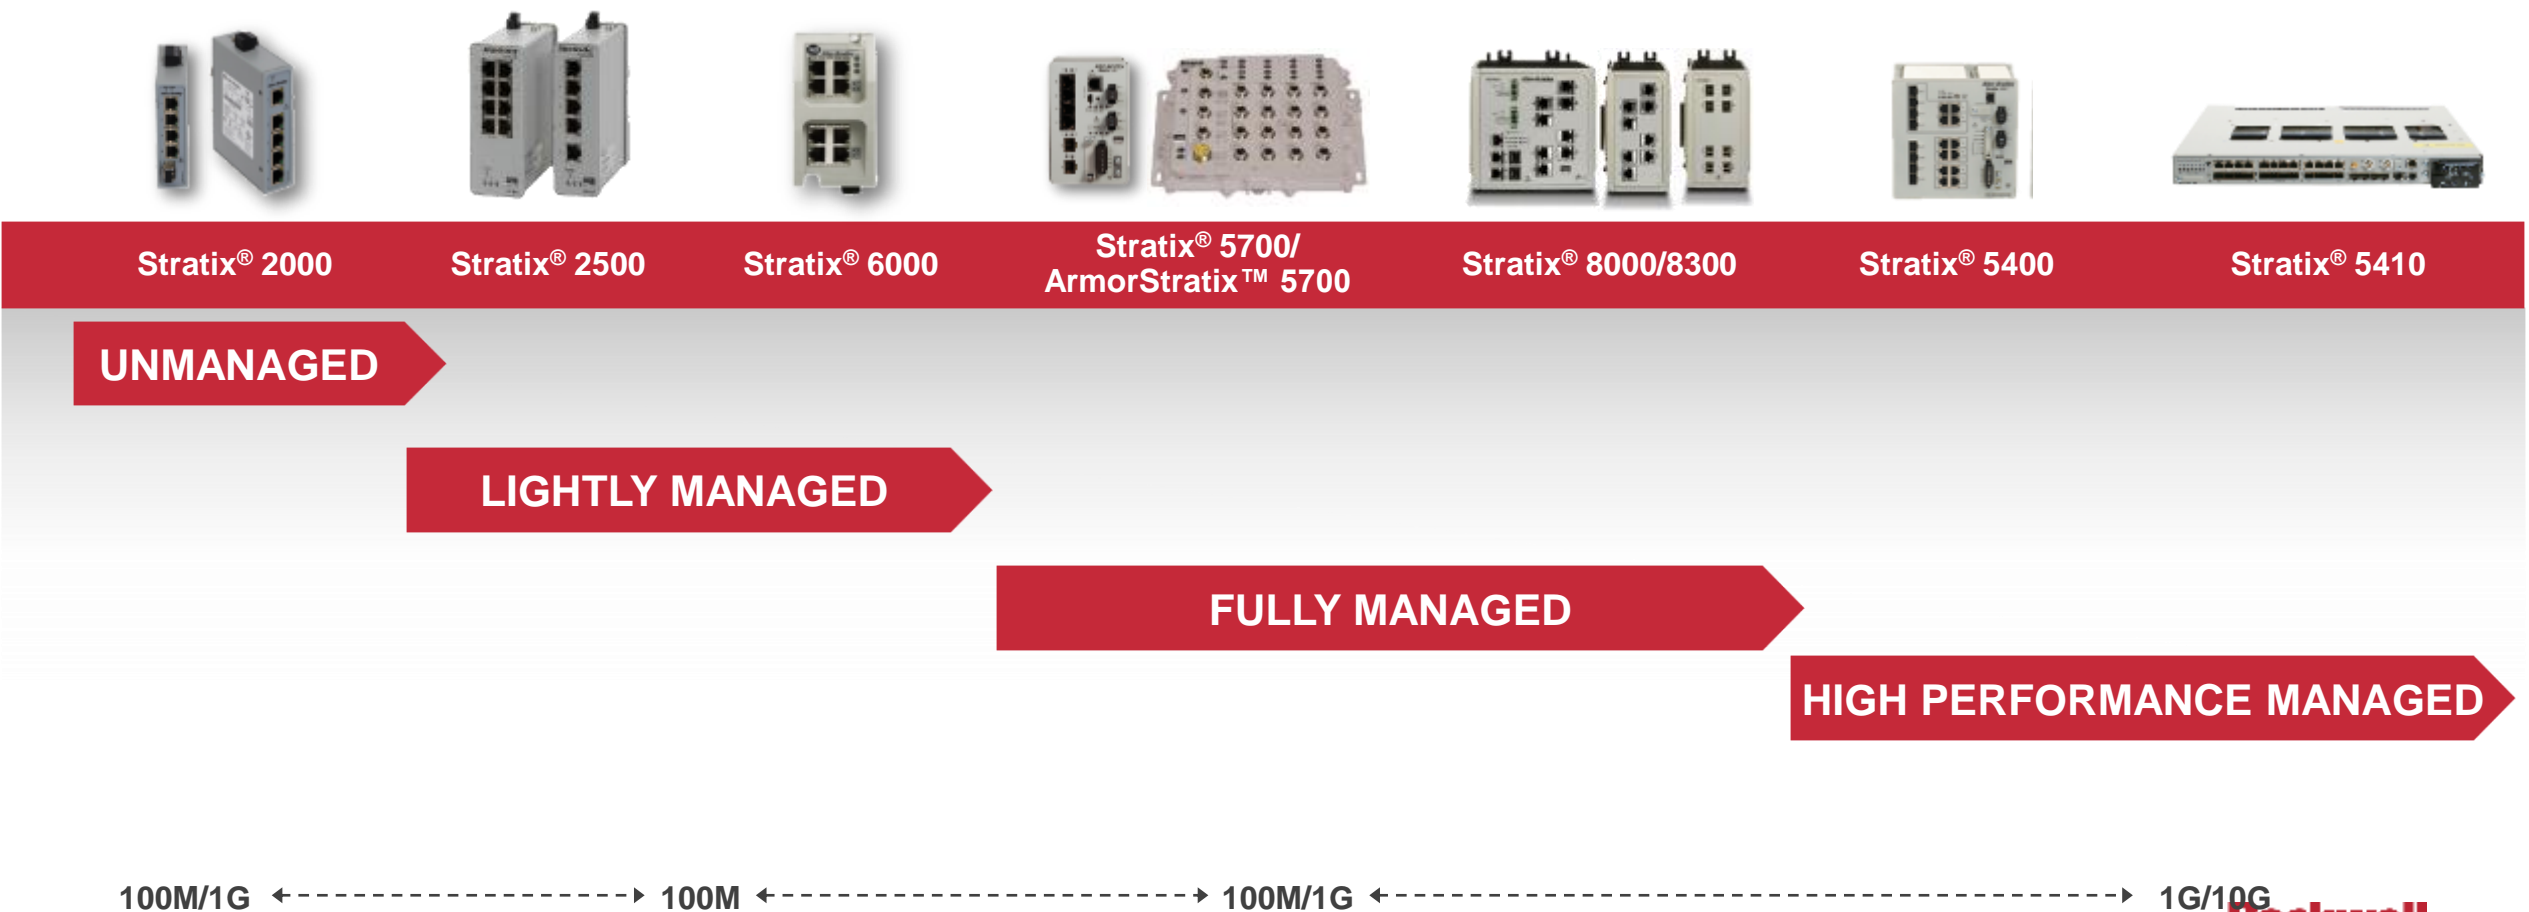 Stratix® 2000
Stratix® 2500
Stratix® 6000
Stratix® 5700/
ArmorStratix™ 5700
Stratix® 8000/8300
Stratix® 5400
Stratix® 5410
UNMANAGED
LIGHTLY MANAGED
FULLY MANAGED
HIGH PERFORMANCE MANAGED
100M/1G 100M 100M/1G 1G/10G